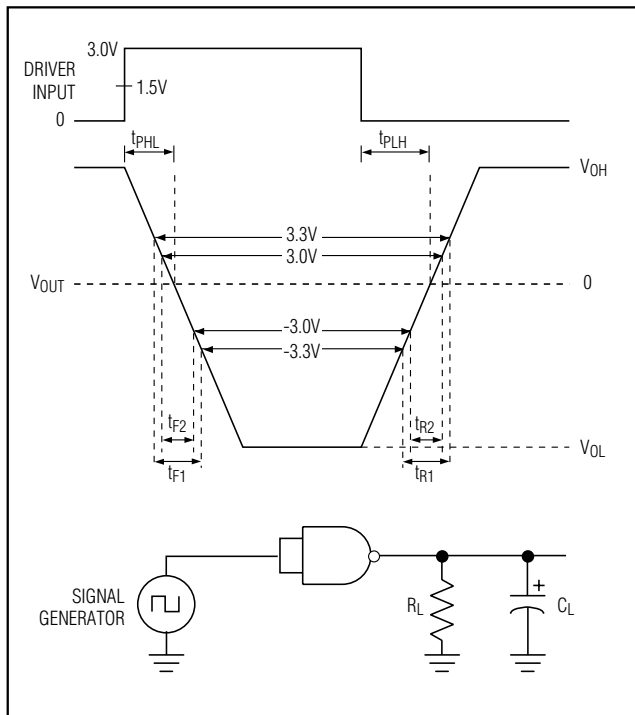 3.0V
DRIVER
INPUT
1.5V
0
tPHL
tPLH
VOH
3.3V
3.0V
VOUT
0
-3.0V
-3.3V
tF2
tR2
tF1
tR1
VOL
SIGNAL
GENERATOR
RL
+
CL